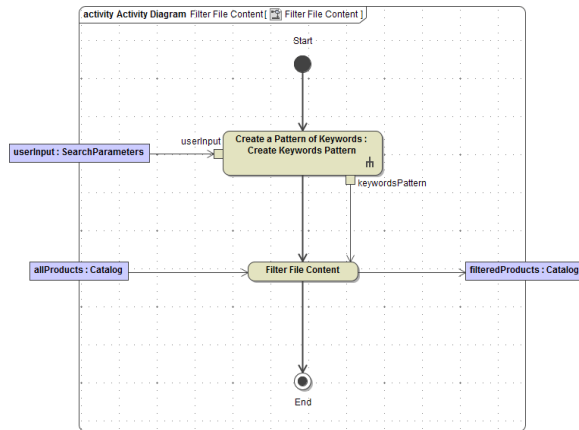 activity Activity Diagram Filter File Content [ Filter File Content ]
Start
Create a Pattern of Keywords :
Create Keywords Pattern
userInput
userInput : SearchParameters
keywordsPattern
allProducts : Catalog
Filter File Content
filteredProducts : Catalog
End